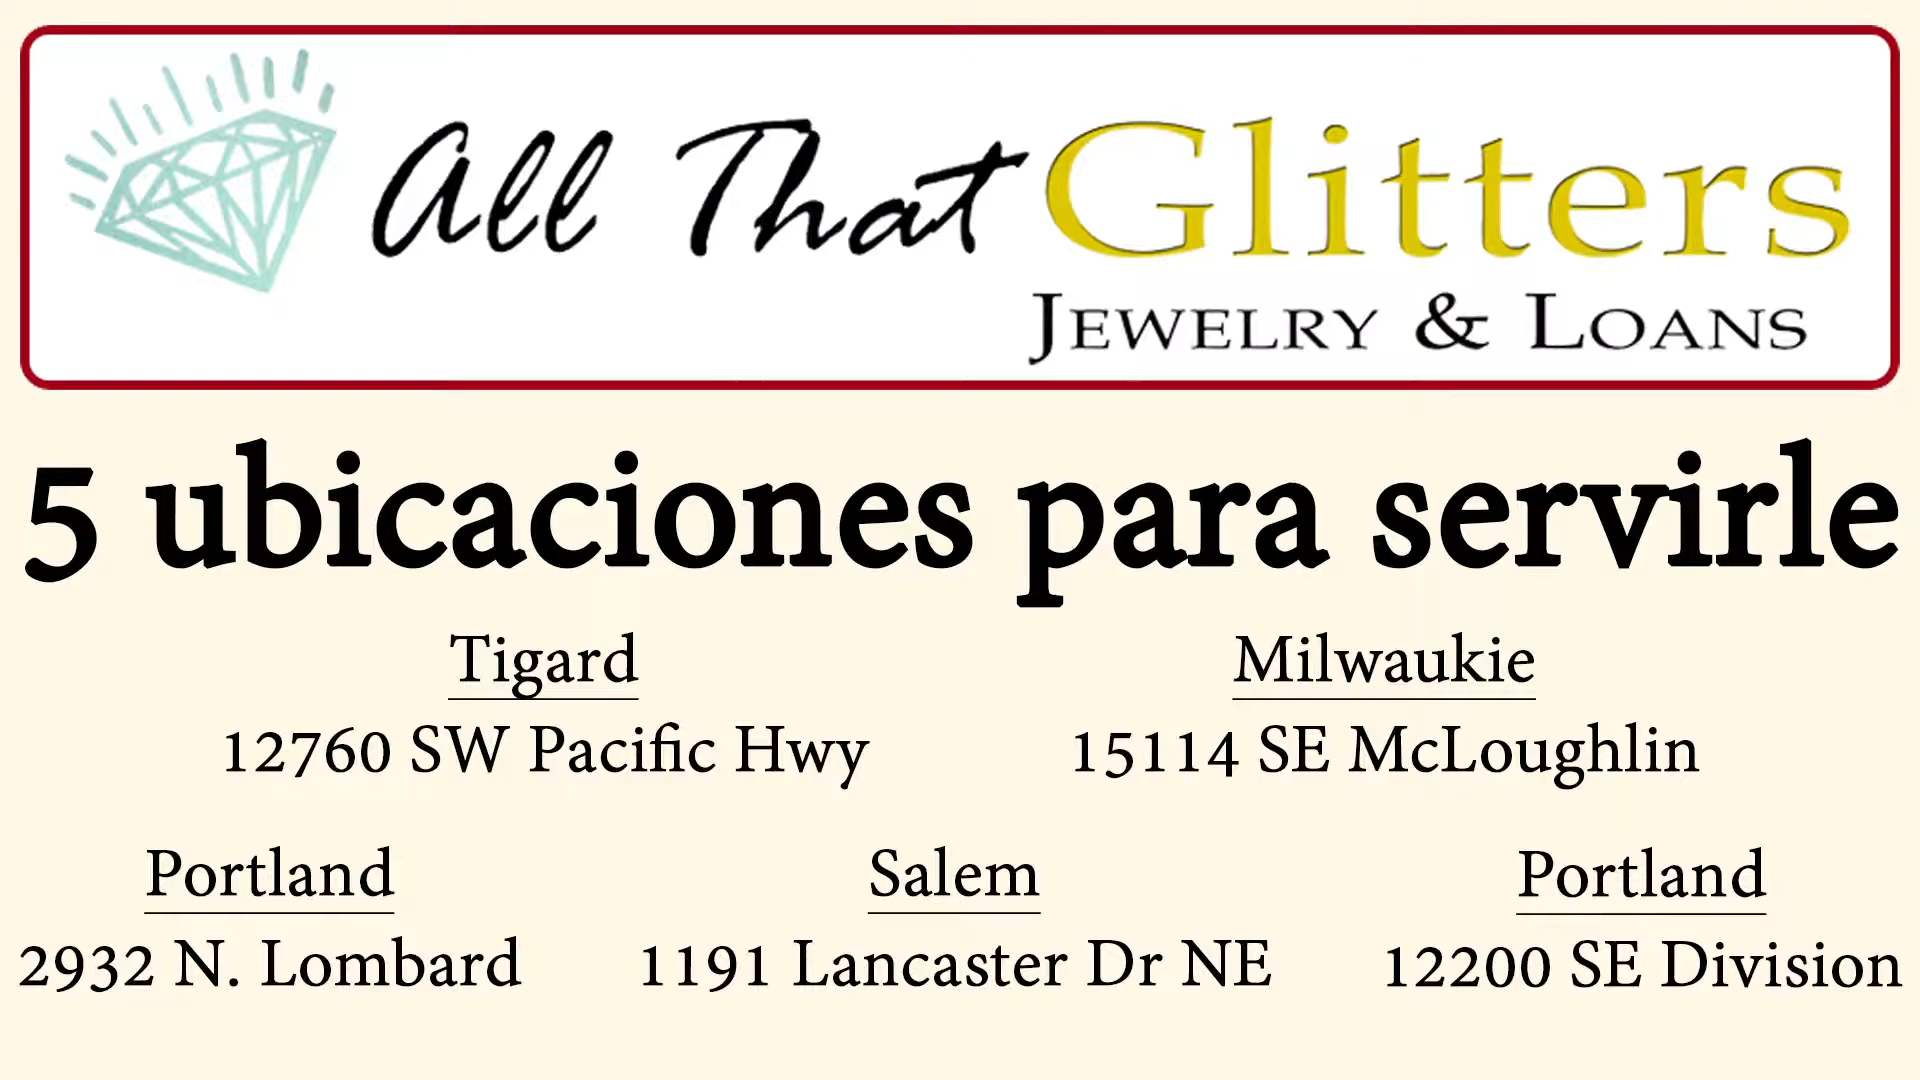 All That Glitters
Jewelry & Loans
5 ubicaciones para servirle
Tigard
12760 SW Pacific Hwy
Milwaukie
15114 SE McLoughlin
Portland
2932 N. Lombard
Salem
1191 Lancaster Dr NE
Portland
12200 SE Division